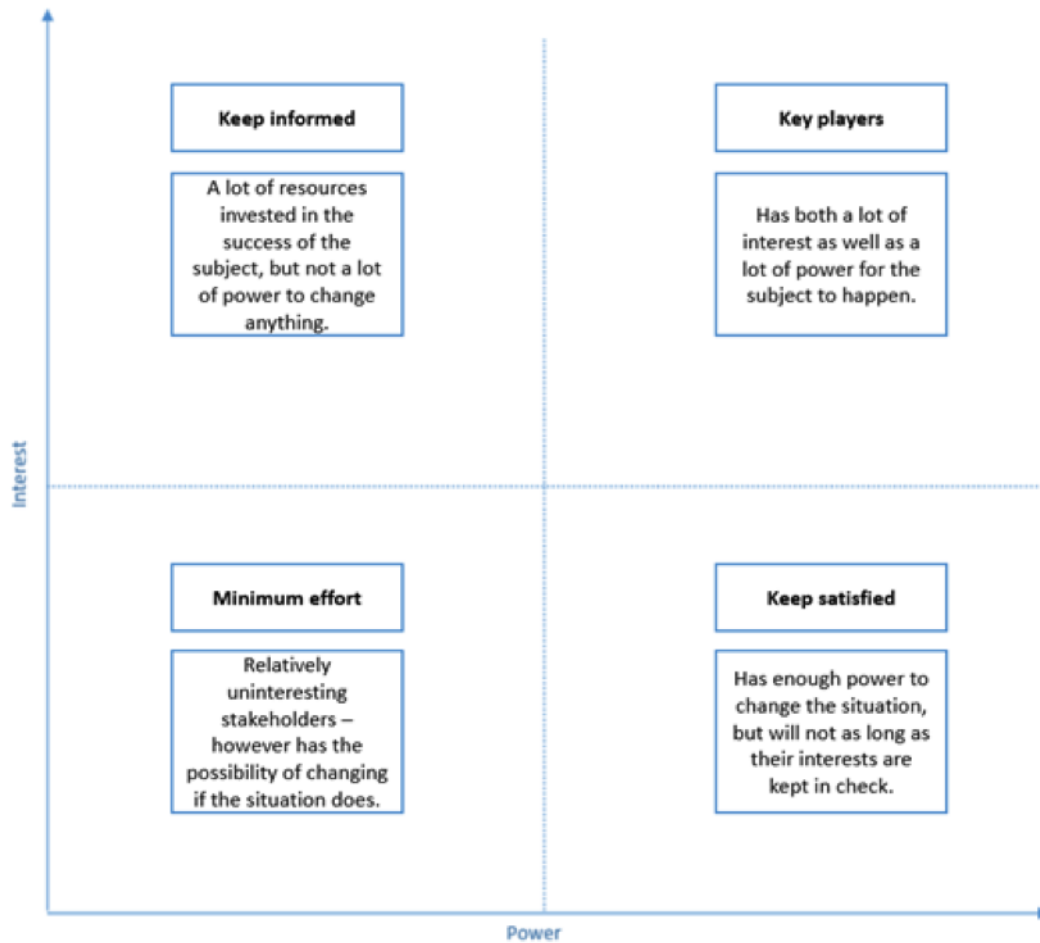 Keep informed
A lot of resources
invested in the
success of the
subject, but not a lot
of power to change
anything.
Key players
Has both a lot of
interest as well as a
lot of power for the
subject to happen.
Interest
Minimum effort
Relatively
uninteresting
stakeholders –
however has the
possibility of changing
if the situation does.
Keep satisfied
Has enough power to
change the situation,
but will not as long as
their interests are
kept in check.
Power